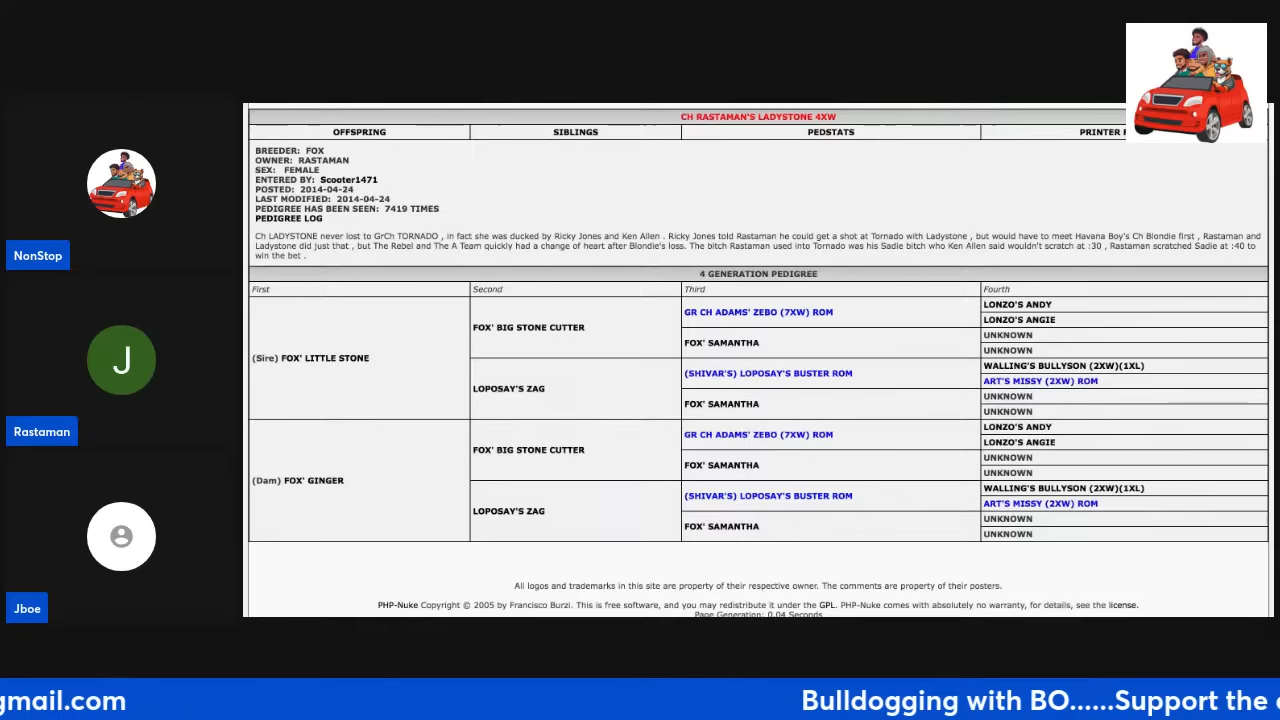 CH RASTAMAN'S LADYSTONE 4XW
OFFSPRING SIBLINGS PEDSTATS PRINTER
BREEDER: FOX
OWNER: RASTAMAN
SEX: FEMALE
ENTERED BY: Scooter1471
POSTED: 2014-04-24
LAST MODIFIED: 2014-04-24
PEDIGREE HAS BEEN SEEN: 7419 TIMES
PEDIGREE LOG
Ch LADYSTONE never lost to GrCh TORNADO , in fact she was ducked by Ricky Jones and Ken Allen . Ricky Jones told Rastaman he could get a shot at Tornado with Ladystone , but would have to meet Havana Boy's Ch Blondie first , Rastaman and
Ladystone did just that , but The Rebel and The A Team quickly had a change of heart after Blondie's loss. The bitch Rastaman used into Tornado was his Sadie bitch who Ken Allen said wouldn't scratch at :30 , Rastaman scratched Sadie at :40 to
win the bet .
4 GENERATION PEDIGREE
First Second Third Fourth
(Sire) FOX' LITTLE STONE
FOX' BIG STONE CUTTER
GR CH ADAMS' ZEBO (7XW) ROM
LONZO'S ANDY
LONZO'S ANGIE
FOX' SAMANTHA
UNKNOWN
UNKNOWN
LOPOSAY'S ZAG
(SHIVAR'S) LOPOSAY'S BUSTER ROM
WALLING'S BULLYSON (2XW)(1XL)
ART'S MISSY (2XW) ROM
FOX' SAMANTHA
UNKNOWN
UNKNOWN
(Dam) FOX' GINGER
FOX' BIG STONE CUTTER
GR CH ADAMS' ZEBO (7XW) ROM
LONZO'S ANDY
LONZO'S ANGIE
FOX' SAMANTHA
UNKNOWN
UNKNOWN
LOPOSAY'S ZAG
(SHIVAR'S) LOPOSAY'S BUSTER ROM
WALLING'S BULLYSON (2XW)(1XL)
ART'S MISSY (2XW) ROM
FOX' SAMANTHA
UNKNOWN
UNKNOWN
All logos and trademarks in this site are property of their respective owner. The comments are property of their posters.
PHP-Nuke Copyright © 2005 by Francisco Burzi. This is free software, and you may redistribute it under the GPL. PHP-Nuke comes with absolutely no warranty, for details, see the license.
Page Generation: 0.04 Seconds
NonStop
J
Rastaman
Jboe
gmail.com
Bulldogging with BO......Support the